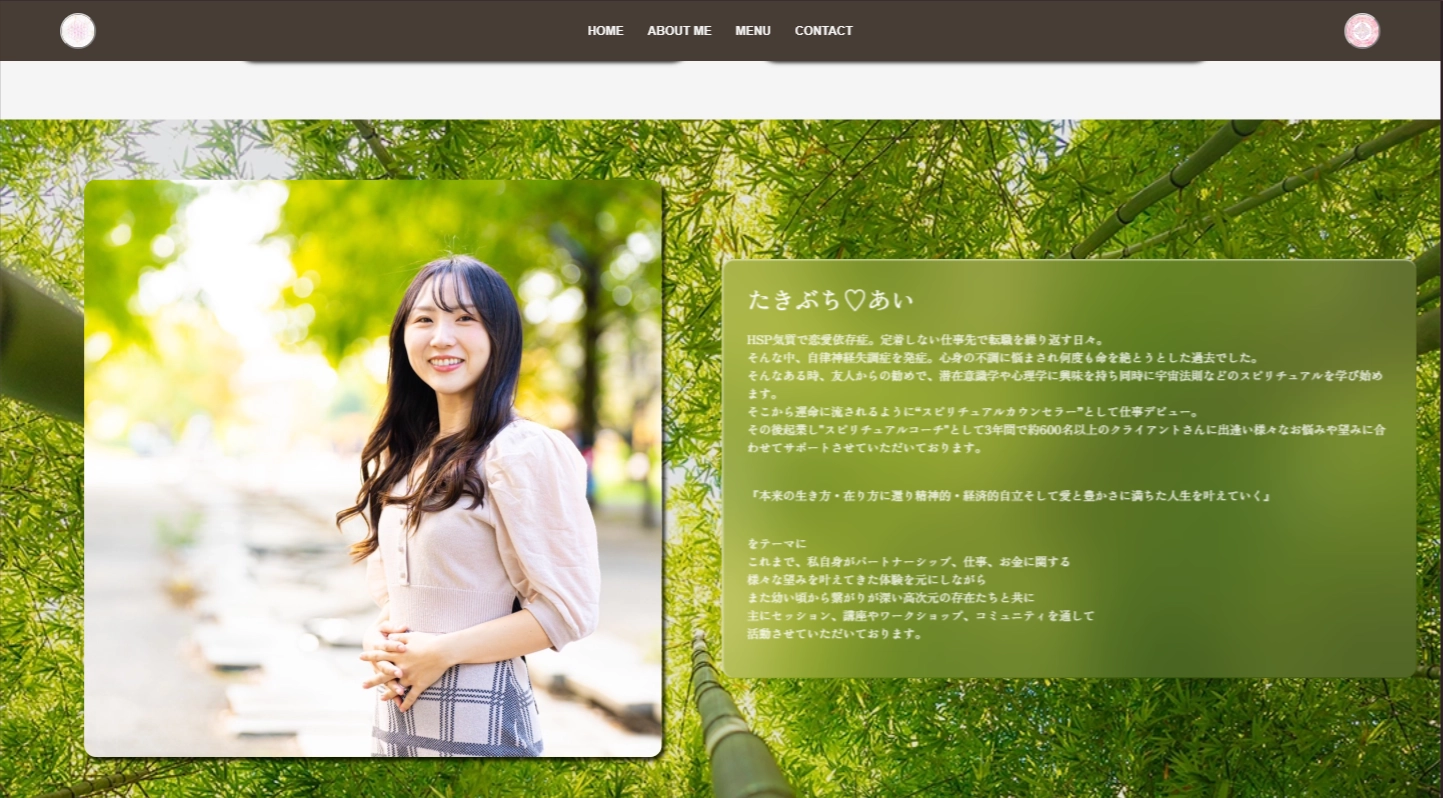 HOME ABOUT ME MENU CONTACT
たきぶち♡あい
HSP気質で恋愛依存症。定着しない仕事先で転職を繰り返す日々。
そんな中、自律神経失調症を発症。心身の不調に悩まされ何度も命を絶とうとした過去でした。
そんなある時、友人からの勧めで、潜在意識学や心理学に興味を持ち同時に宇宙法則などのスピリチュアルを学び始め
ます。
そこから運命に流されるように“スピリチュアルカウンセラー”として仕事デビュー。
その後起業し”スピリチュアルコーチ”として3年間で約600名以上のクライアントさんに出逢い様々なお悩みや望みに合
わせてサポートさせていただいております。
『本来の生き方・在り方に還り精神的・経済的自立そして愛と豊かさに満ちた人生を叶えていく』
をテーマに
これまで、私自身がパートナーシップ、仕事、お金に関する
様々な望みを叶えてきた体験を元にしながら
また幼い頃から繋がりが深い高次元の存在たちと共に
主にセッション、講座やワークショップ、コミュニティを通して
活動させていただいております。